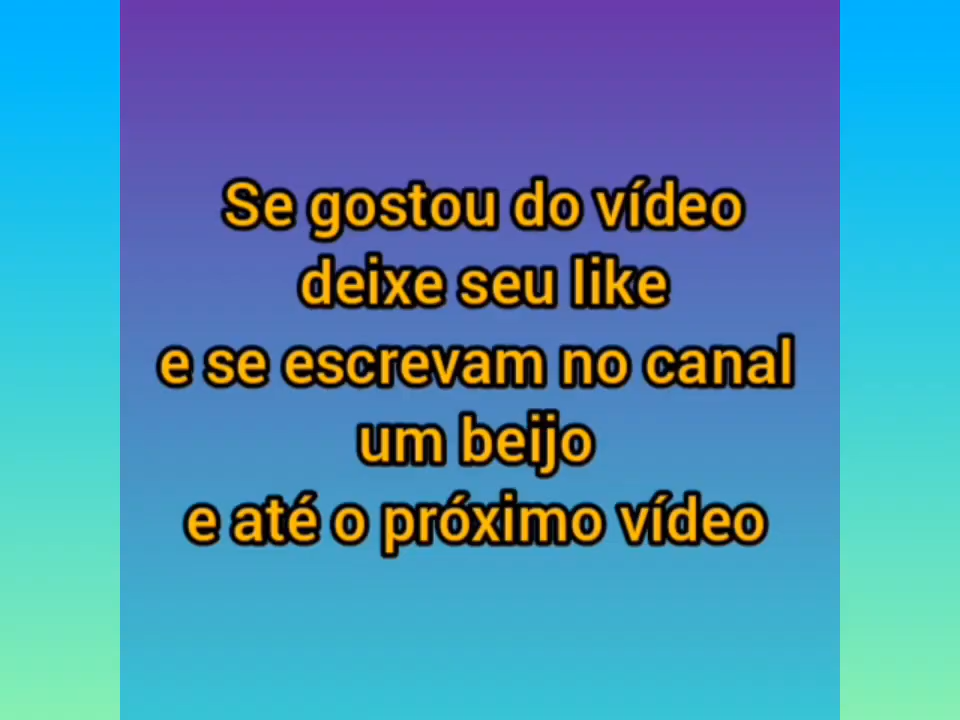 Se gostou do vídeo
deixe seu like
e se escrevam no canal
um beijo
e até o próximo vídeo